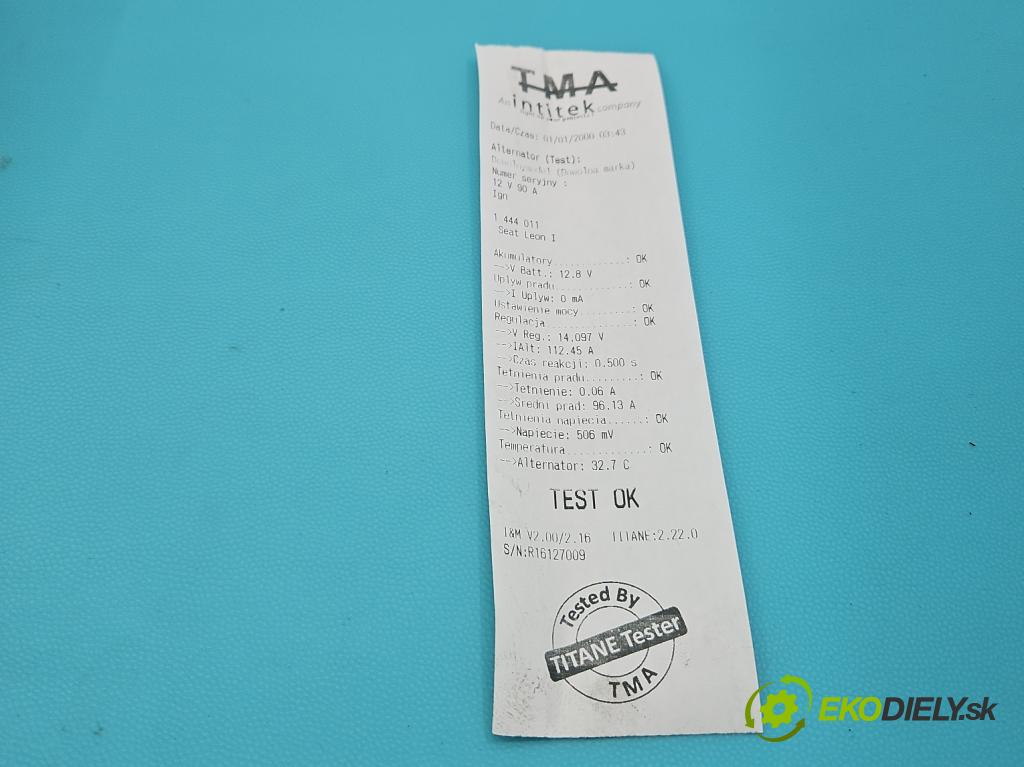 TMA
An intitek company
Data/Czas: 01/01/2000 03:43
Alternator (Test):
(Dowolna marka)
Numer seryjny :
12 V 90 A
Ign
1 444 011
Seat Leon I
Akumulatory............: OK
-->V Batt.: 12.8 V
Uplyw pradu............: OK
-->I Uplyw: 0 mA
Ustawienie mocy........: OK
Regulacja..............: OK
-->V Reg.: 14,097 V
-->IAlt: 112.45 A
-->Czas reakcji: 0.500 s
Tetnienia pradu.........: OK
-->Tetnienie: 0.06 A
-->Sredni prad: 96.13 A
Tetnienia napiecia......: OK
-->Napiecie: 506 mV
Temperatura.............: OK
-->Alternator: 32.7 C
TEST OK
I&M V2.00/2.16 TITANE:2.22.0
S/N:R16127009
Tested By
TITANE Tester
TMA
EKODIELY.sk